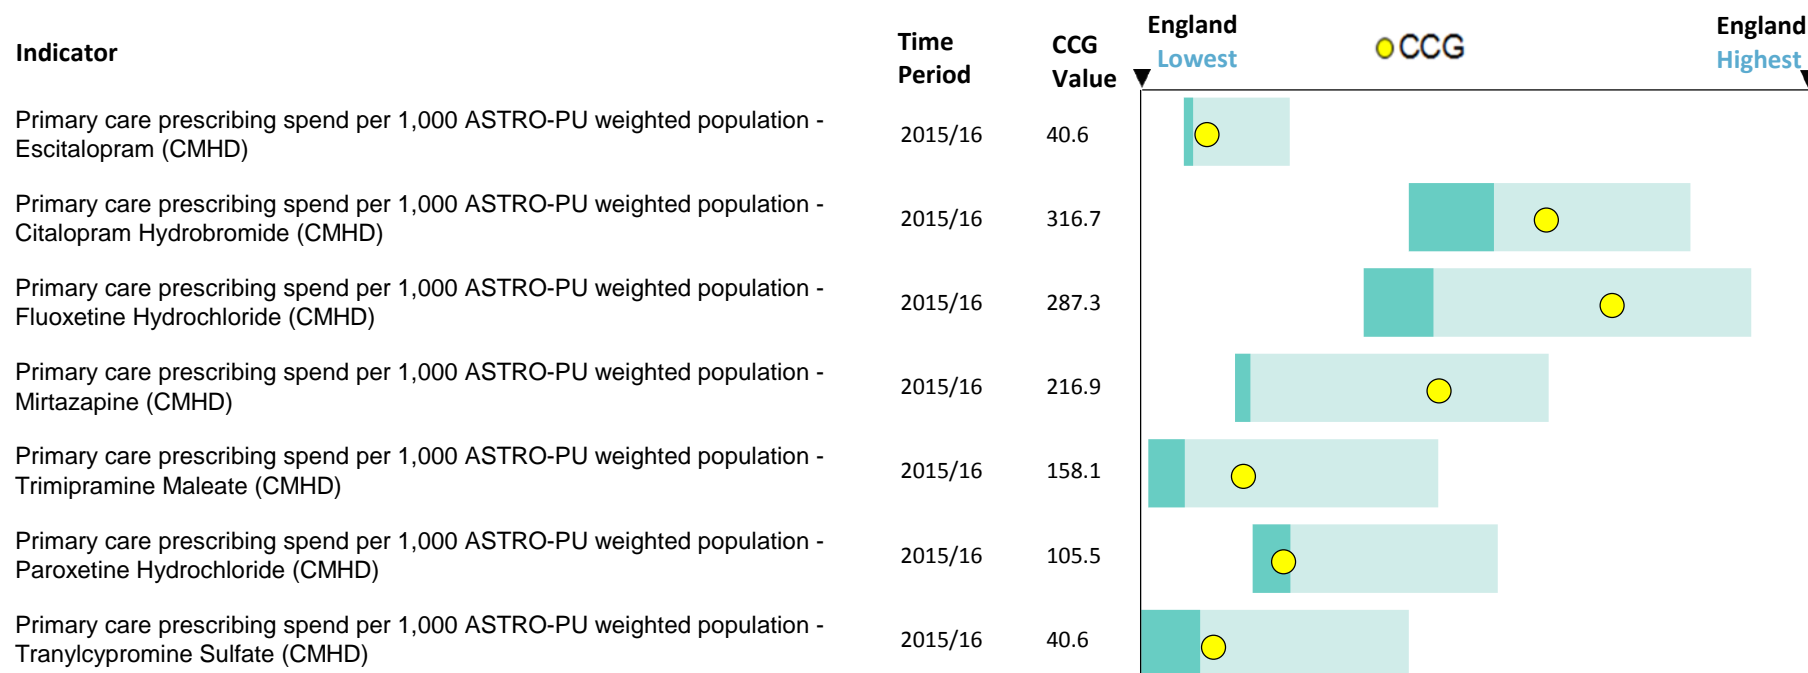 Indicator
Time Period
CCG Value
England Lowest
CCG
England Highest
Primary care prescribing spend per 1,000 ASTRO-PU weighted population -
Escitalopram (CMHD)
2015/16
40.6
Primary care prescribing spend per 1,000 ASTRO-PU weighted population -
Citalopram Hydrobromide (CMHD)
2015/16
316.7
Primary care prescribing spend per 1,000 ASTRO-PU weighted population -
Fluoxetine Hydrochloride (CMHD)
2015/16
287.3
Primary care prescribing spend per 1,000 ASTRO-PU weighted population -
Mirtazapine (CMHD)
2015/16
216.9
Primary care prescribing spend per 1,000 ASTRO-PU weighted population -
Trimipramine Maleate (CMHD)
2015/16
158.1
Primary care prescribing spend per 1,000 ASTRO-PU weighted population -
Paroxetine Hydrochloride (CMHD)
2015/16
105.5
Primary care prescribing spend per 1,000 ASTRO-PU weighted population -
Tranylcypromine Sulfate (CMHD)
2015/16
40.6